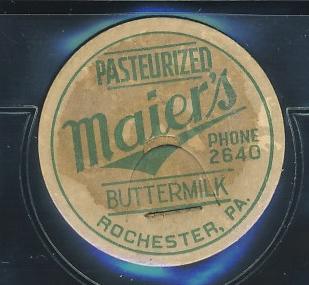 PASTEURIZED
Maier's
PHONE
2640
BUTTERMILK
ROCHESTER, PA.